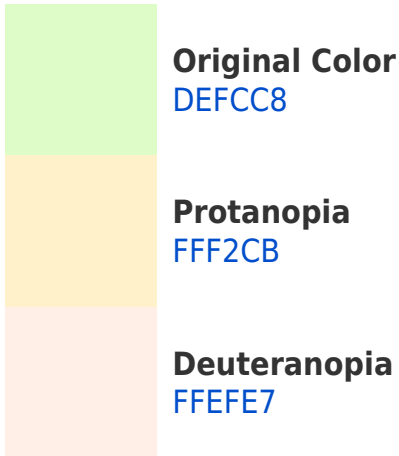 Original Color
DEFCC8
Protanopia
FFF2CB
Deuteranopia
FFEFE7